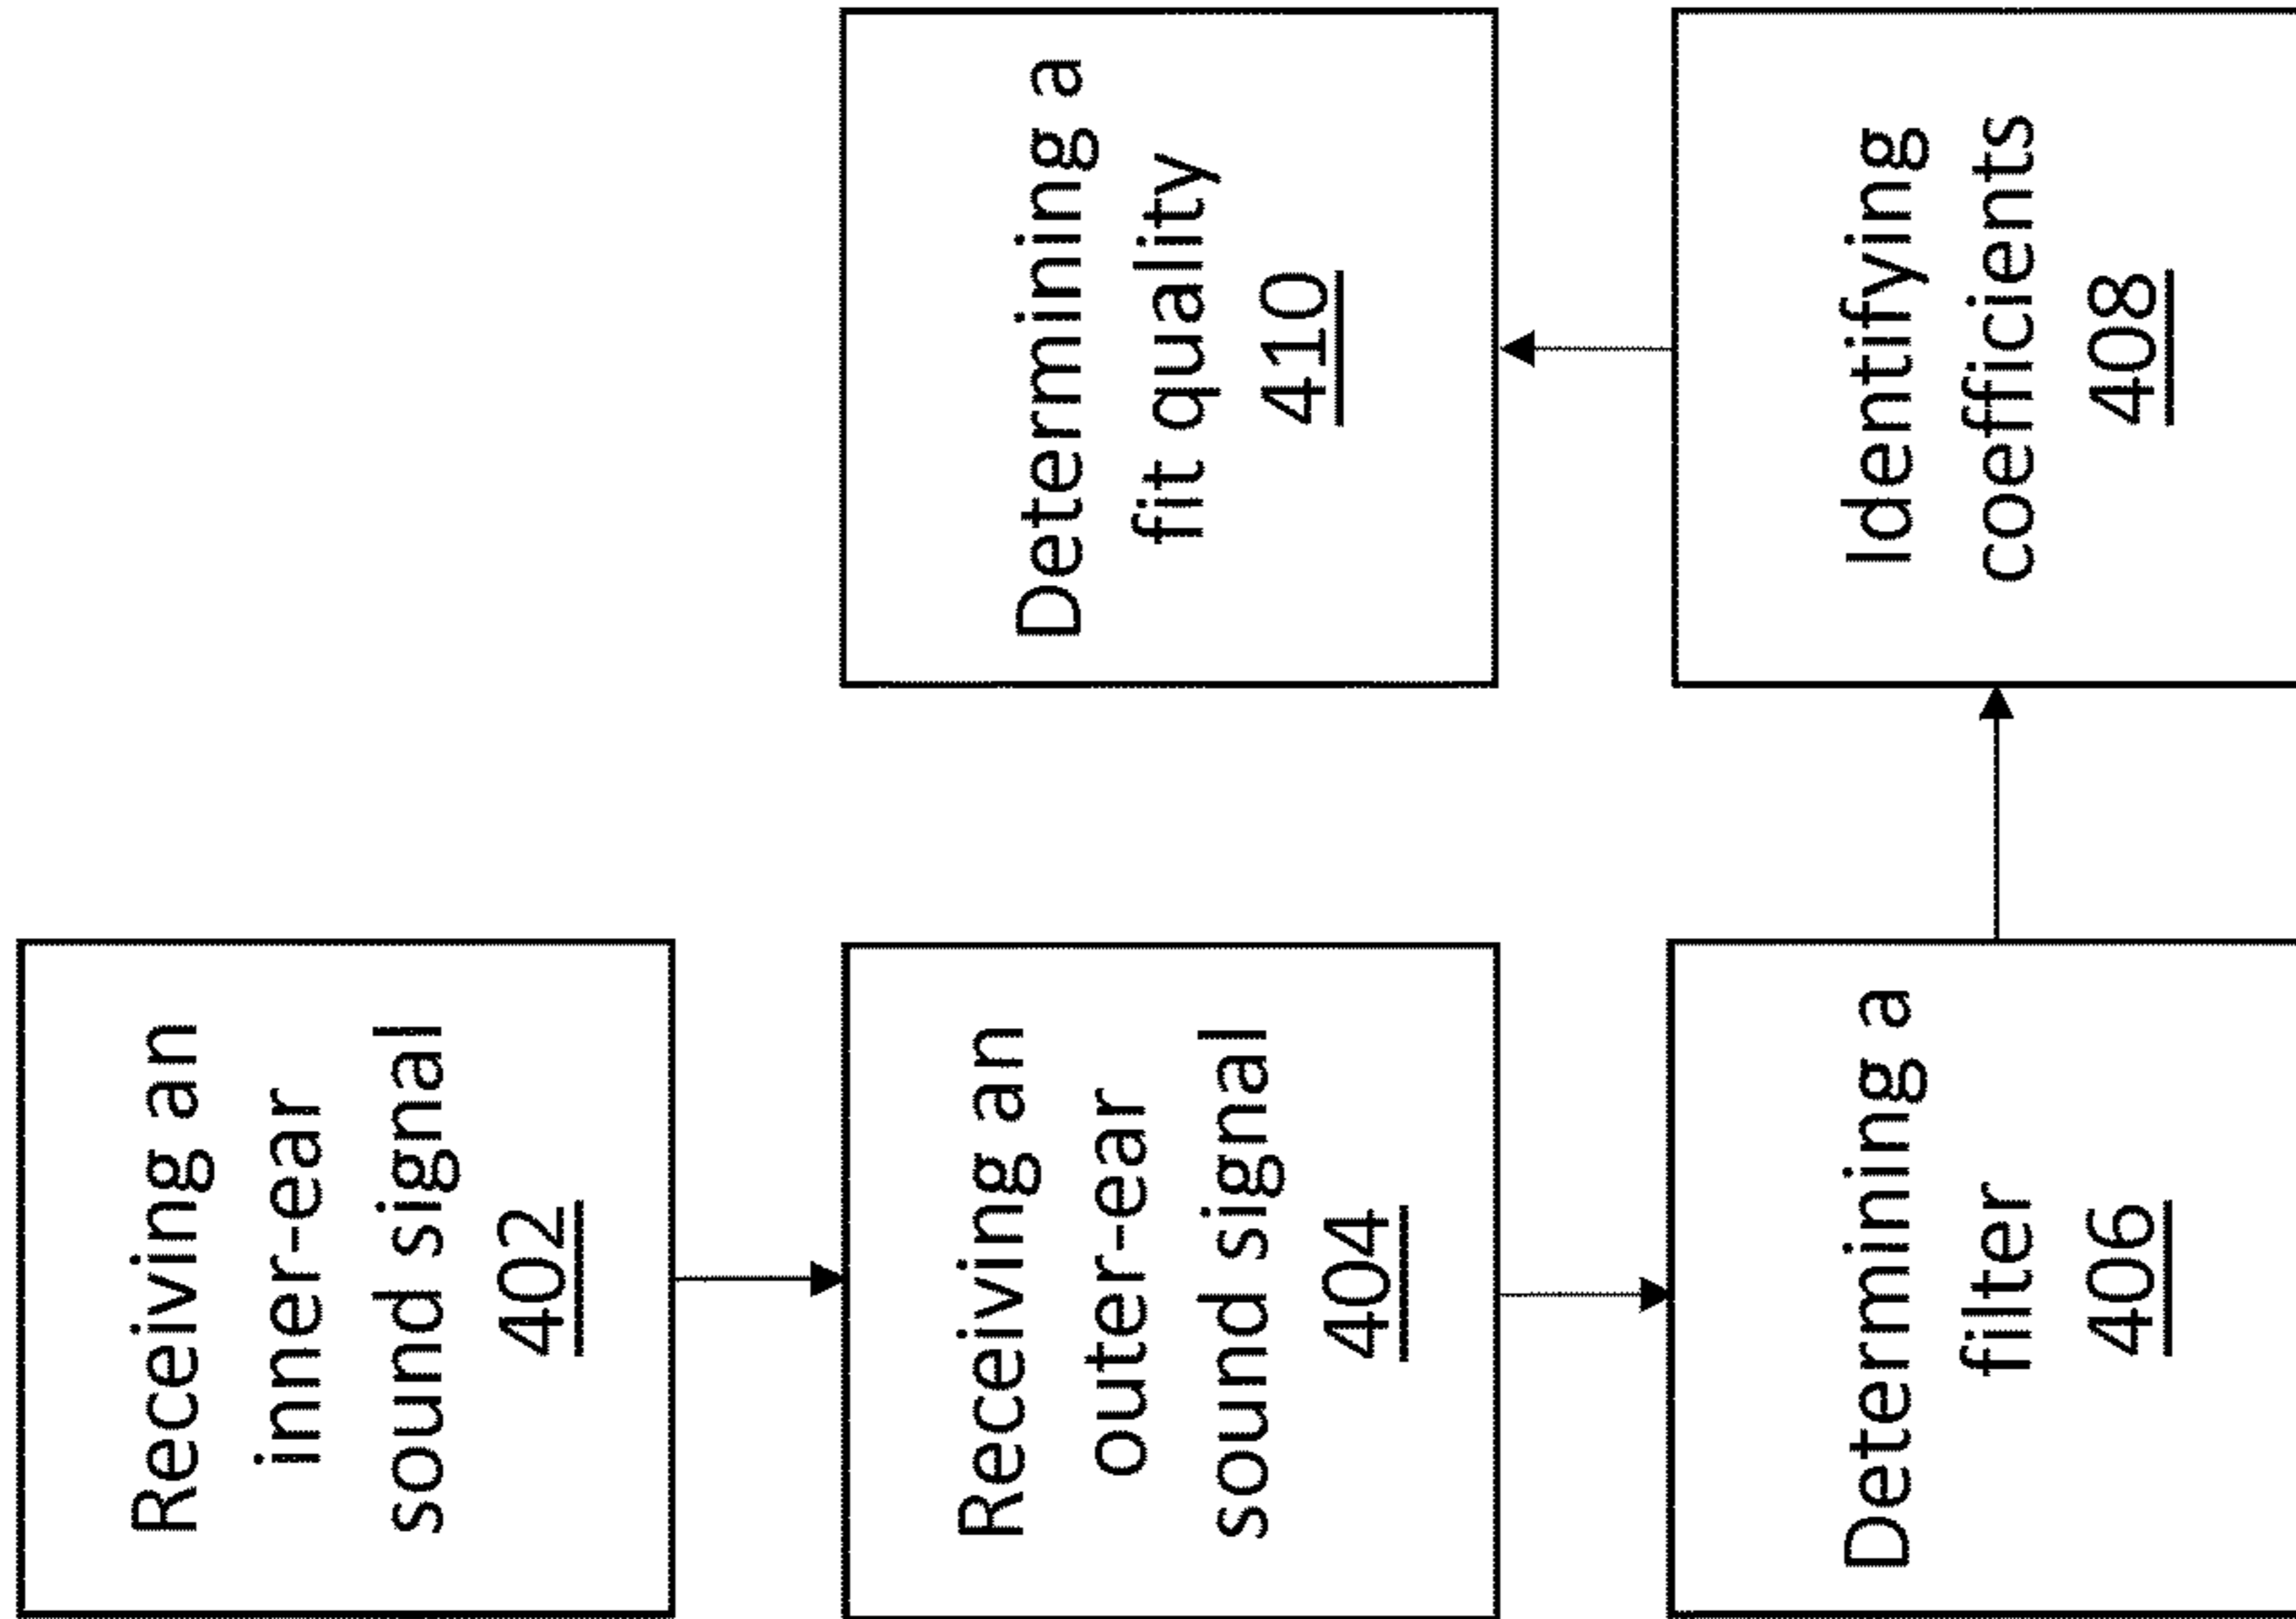 Receiving an
inner-ear
sound signal
402
Receiving an
outer-ear
sound signal
404
Determining a
filter
406
Identifying
coefficients
408
Determining a
fit quality
410